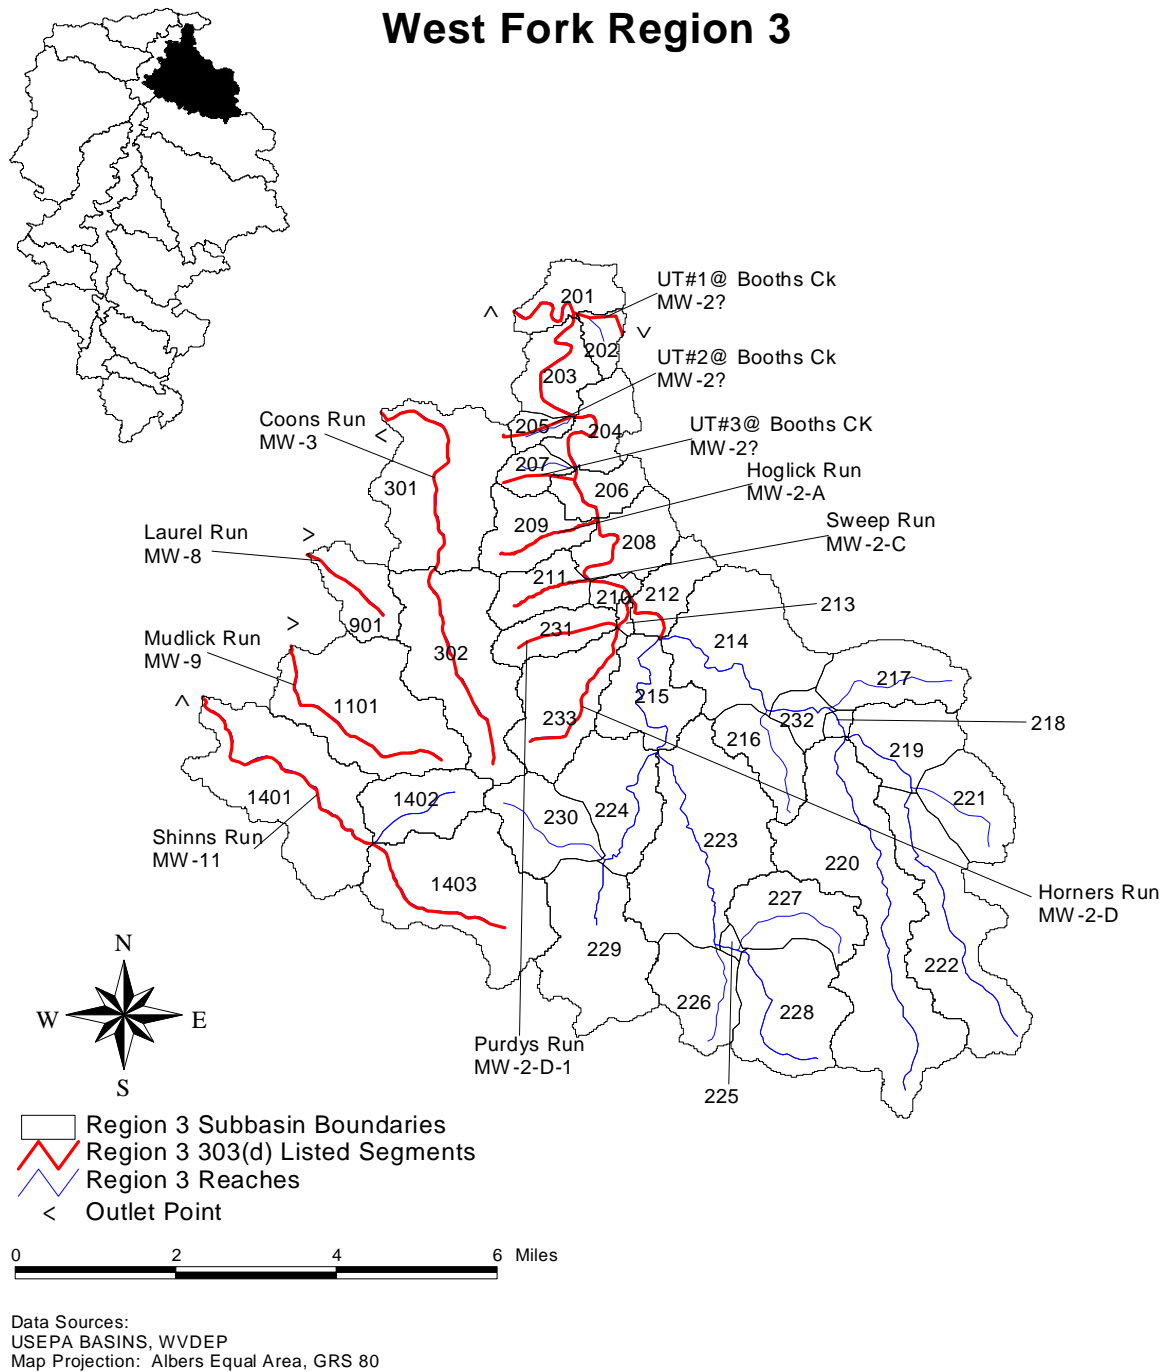 West Fork Region 3
UT#1@ Booths Ck
MW-2?
201
202
UT#2@ Booths Ck
MW-2?
203
Coons Run
MW-3
205
204
UT#3@ Booths CK
MW-2?
207
Hoglick Run
MW-2-A
301
206
209
Sweep Run
MW-2-C
Laurel Run
MW-8
208
211
210
212
213
901
231
Mudlick Run
MW-9
302
214
217
1101
215
233
216
232
218
219
1401
1402
230
224
221
Shinns Run
MW-11
223
220
1403
227
Horners Run
MW-2-D
229
222
226
228
N
W
E
S
Purdys Run
MW-2-D-1
225
Region 3 Subbasin Boundaries
Region 3 303(d) Listed Segments
Region 3 Reaches
< Outlet Point
0 2 4 6 Miles
Data Sources:
USEPA BASINS, WVDEP
Map Projection: Albers Equal Area, GRS 80